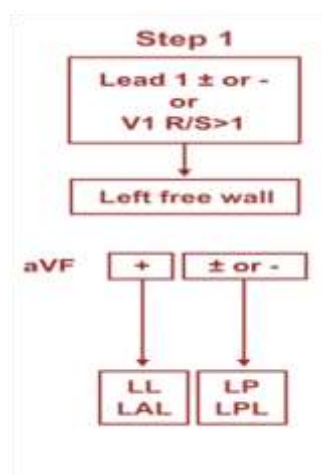 Step 1
Lead 1 ± or -
or
V1 R/S>1
Left free wall
aVF + ± or -
LL LP
LAL LPL